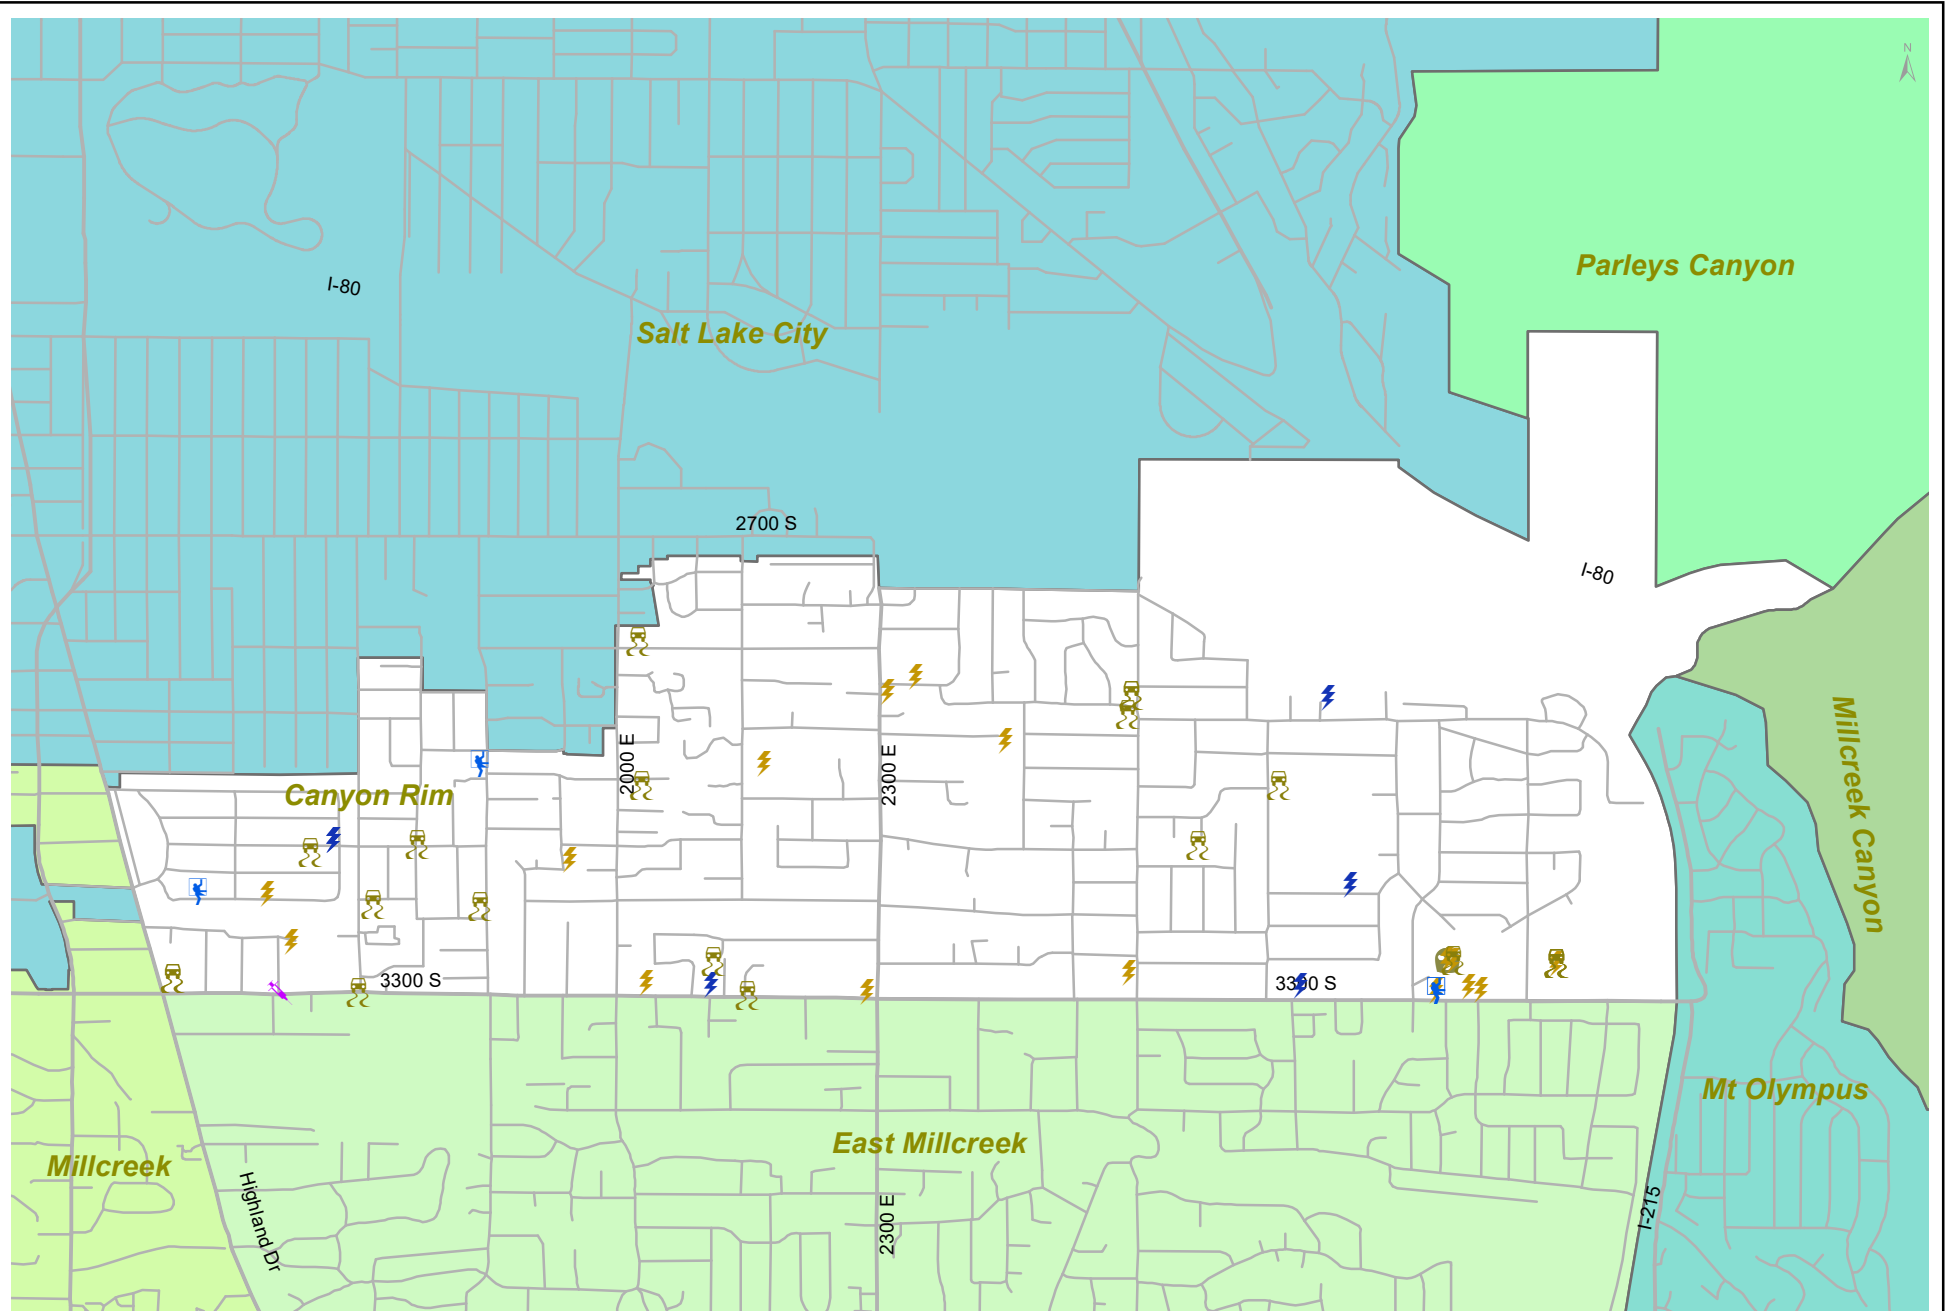 N
Parleys Canyon
I-80
Salt Lake City
2700 S
I-80
Millcreek Canyon
2000 E
2300 E
Canyon Rim
3300 S
3300 S
Mt Olympus
East Millcreek
Millcreek
Highland Dr
2300 E
I-215